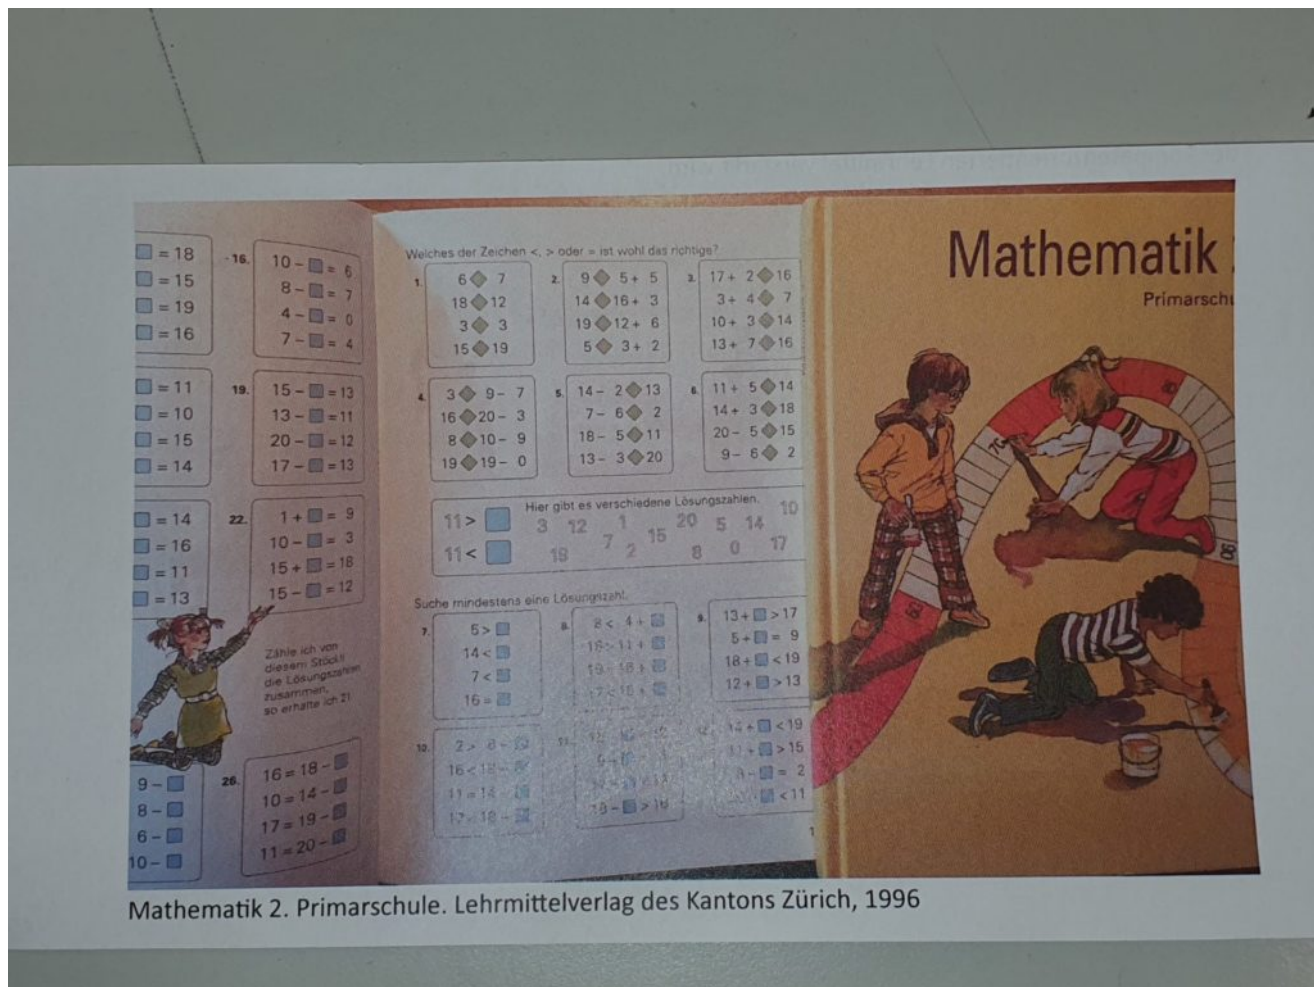 □ = 18
□ = 15
□ = 19
□ = 16
□ = 11
□ = 10
□ = 15
□ = 14
□ = 14
□ = 16
□ = 11
□ = 13
9 − □
8 − □
6 − □
10 − □
16.
10 − □ = 6
8 − □ = 7
4 − □ = 0
7 − □ = 4
19.
15 − □ = 13
13 − □ = 11
20 − □ = 12
17 − □ = 13
22.
1 + □ = 9
10 − □ = 3
15 + □ = 18
15 − □ = 12
Zähle ich von
diesem Stöckli
die Lösungszahlen
zusammen,
so erhalte ich 21
26.
16 = 18 − □
10 = 14 − □
17 = 19 − □
11 = 20 − □
Welches der Zeichen <, > oder = ist wohl das richtige?
1.
6 ◆ 7
18 ◆ 12
3 ◆ 3
15 ◆ 19
2.
9 ◆ 5 + 5
14 ◆ 16 + 3
19 ◆ 12 + 6
5 ◆ 3 + 2
3.
17 + 2 ◆ 16
3 + 4 ◆ 7
10 + 3 ◆ 14
13 + 7 ◆ 16
4.
3 ◆ 9 − 7
16 ◆ 20 − 3
8 ◆ 10 − 9
19 ◆ 19 − 0
5.
14 − 2 ◆ 13
7 − 6 ◆ 2
18 − 5 ◆ 11
13 − 3 ◆ 20
6.
11 + 5 ◆ 14
14 + 3 ◆ 18
20 − 5 ◆ 15
9 − 6 ◆ 2
Hier gibt es verschiedene Lösungszahlen.
11 > □
11 < □
3 12 1 20 5 14 10
7 2 15 8 0 17
Suche mindestens eine Lösungszahl.
7.
5 > □
14 < □
7 < □
16 = □
8.
8 < 4 + □
9.
13 + □ > 17
5 + □ = 9
18 + □ < 19
12 + □ > 13
10.
16 < 18 − □
11 = 14 − □
14 + □ < 19
□ > 15
− □ = 2
□ < 11
Mathematik
Primarschu
70
80
90
Mathematik 2. Primarschule. Lehrmittelverlag des Kantons Zürich, 1996